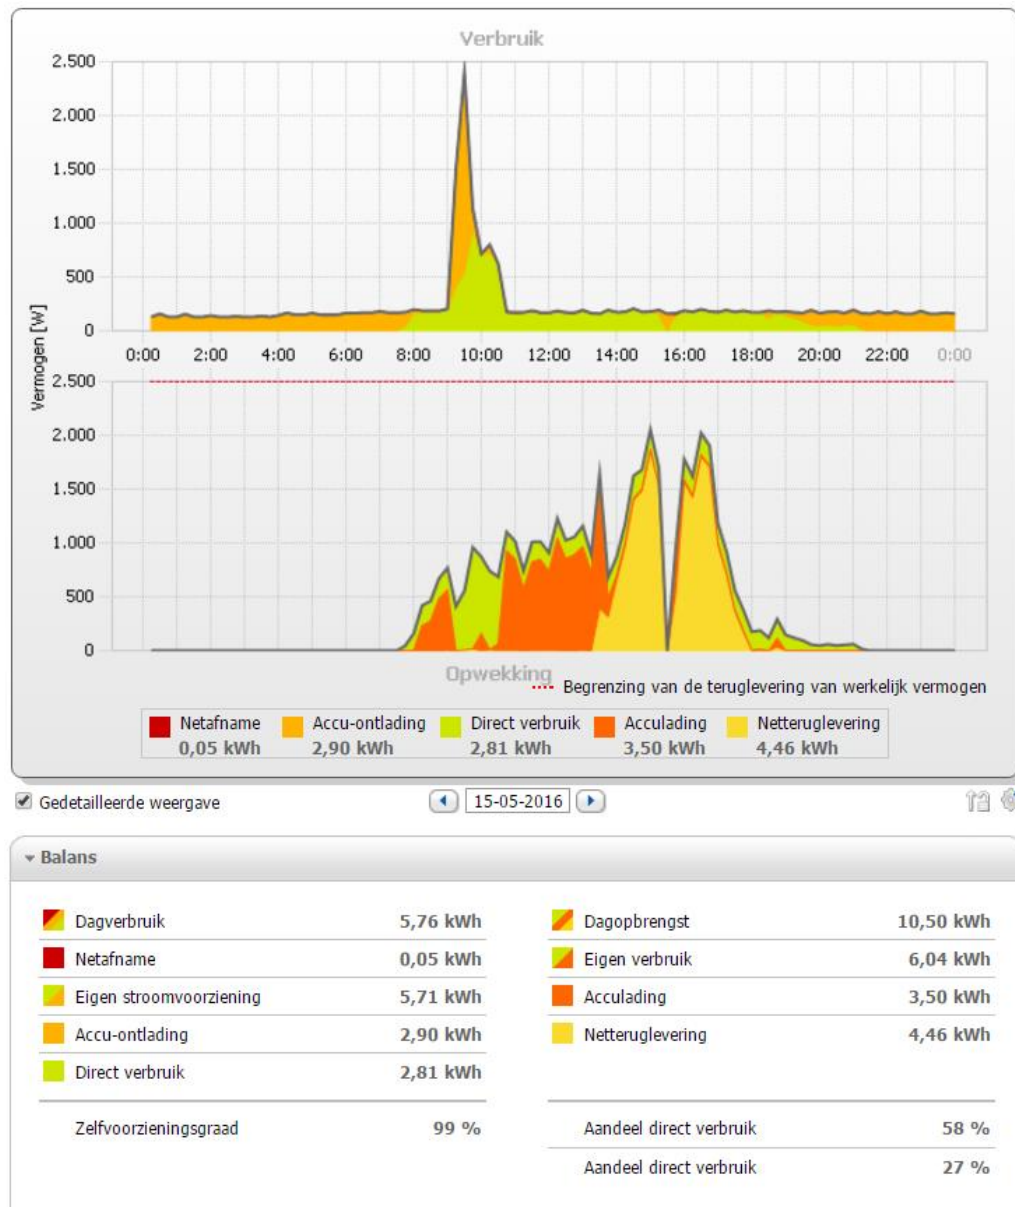 Verbruik
2.500
2.000
1.500
1.000
500
0
Vermogen [W]
0:00 2:00 4:00 6:00 8:00 10:00 12:00 14:00 16:00 18:00 20:00 22:00 0:00
2.500
2.000
1.500
1.000
500
0
Opwekking
Begrenzing van de teruglevering van werkelijk vermogen
Netafname Accu-ontlading Direct verbruik Acculading Netteruglevering
0,05 kWh 2,90 kWh 2,81 kWh 3,50 kWh 4,46 kWh
Gedetailleerde weergave 15-05-2016
Balans
Dagverbruik 5,76 kWh
Netafname 0,05 kWh
Eigen stroomvoorziening 5,71 kWh
Accu-ontlading 2,90 kWh
Direct verbruik 2,81 kWh
Zelfvoorzieningsgraad 99 %
Dagopbrengst 10,50 kWh
Eigen verbruik 6,04 kWh
Acculading 3,50 kWh
Netteruglevering 4,46 kWh
Aandeel direct verbruik 58 %
Aandeel direct verbruik 27 %